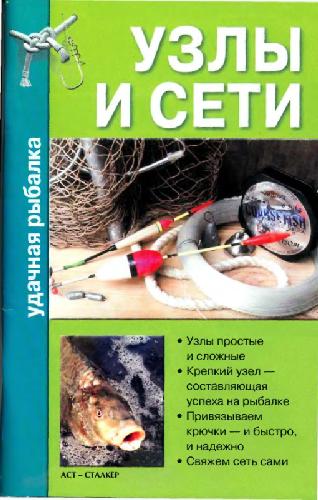 УЗЛЫ
И СЕТИ
удачная рыбалка
• Узлы простые
и сложные
• Крепкий узел —
составляющая
успеха на рыбалке
• Привязываем
крючки — и быстро,
и надежно
• Свяжем сеть сами
АСТ – СТАЛКЕР